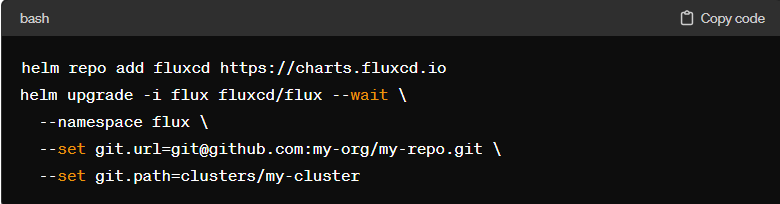 bash
Copy code
helm repo add fluxcd https://charts.fluxcd.io
helm upgrade -i flux fluxcd/flux --wait \
  --namespace flux \
  --set git.url=git@github.com:my-org/my-repo.git \
  --set git.path=clusters/my-cluster